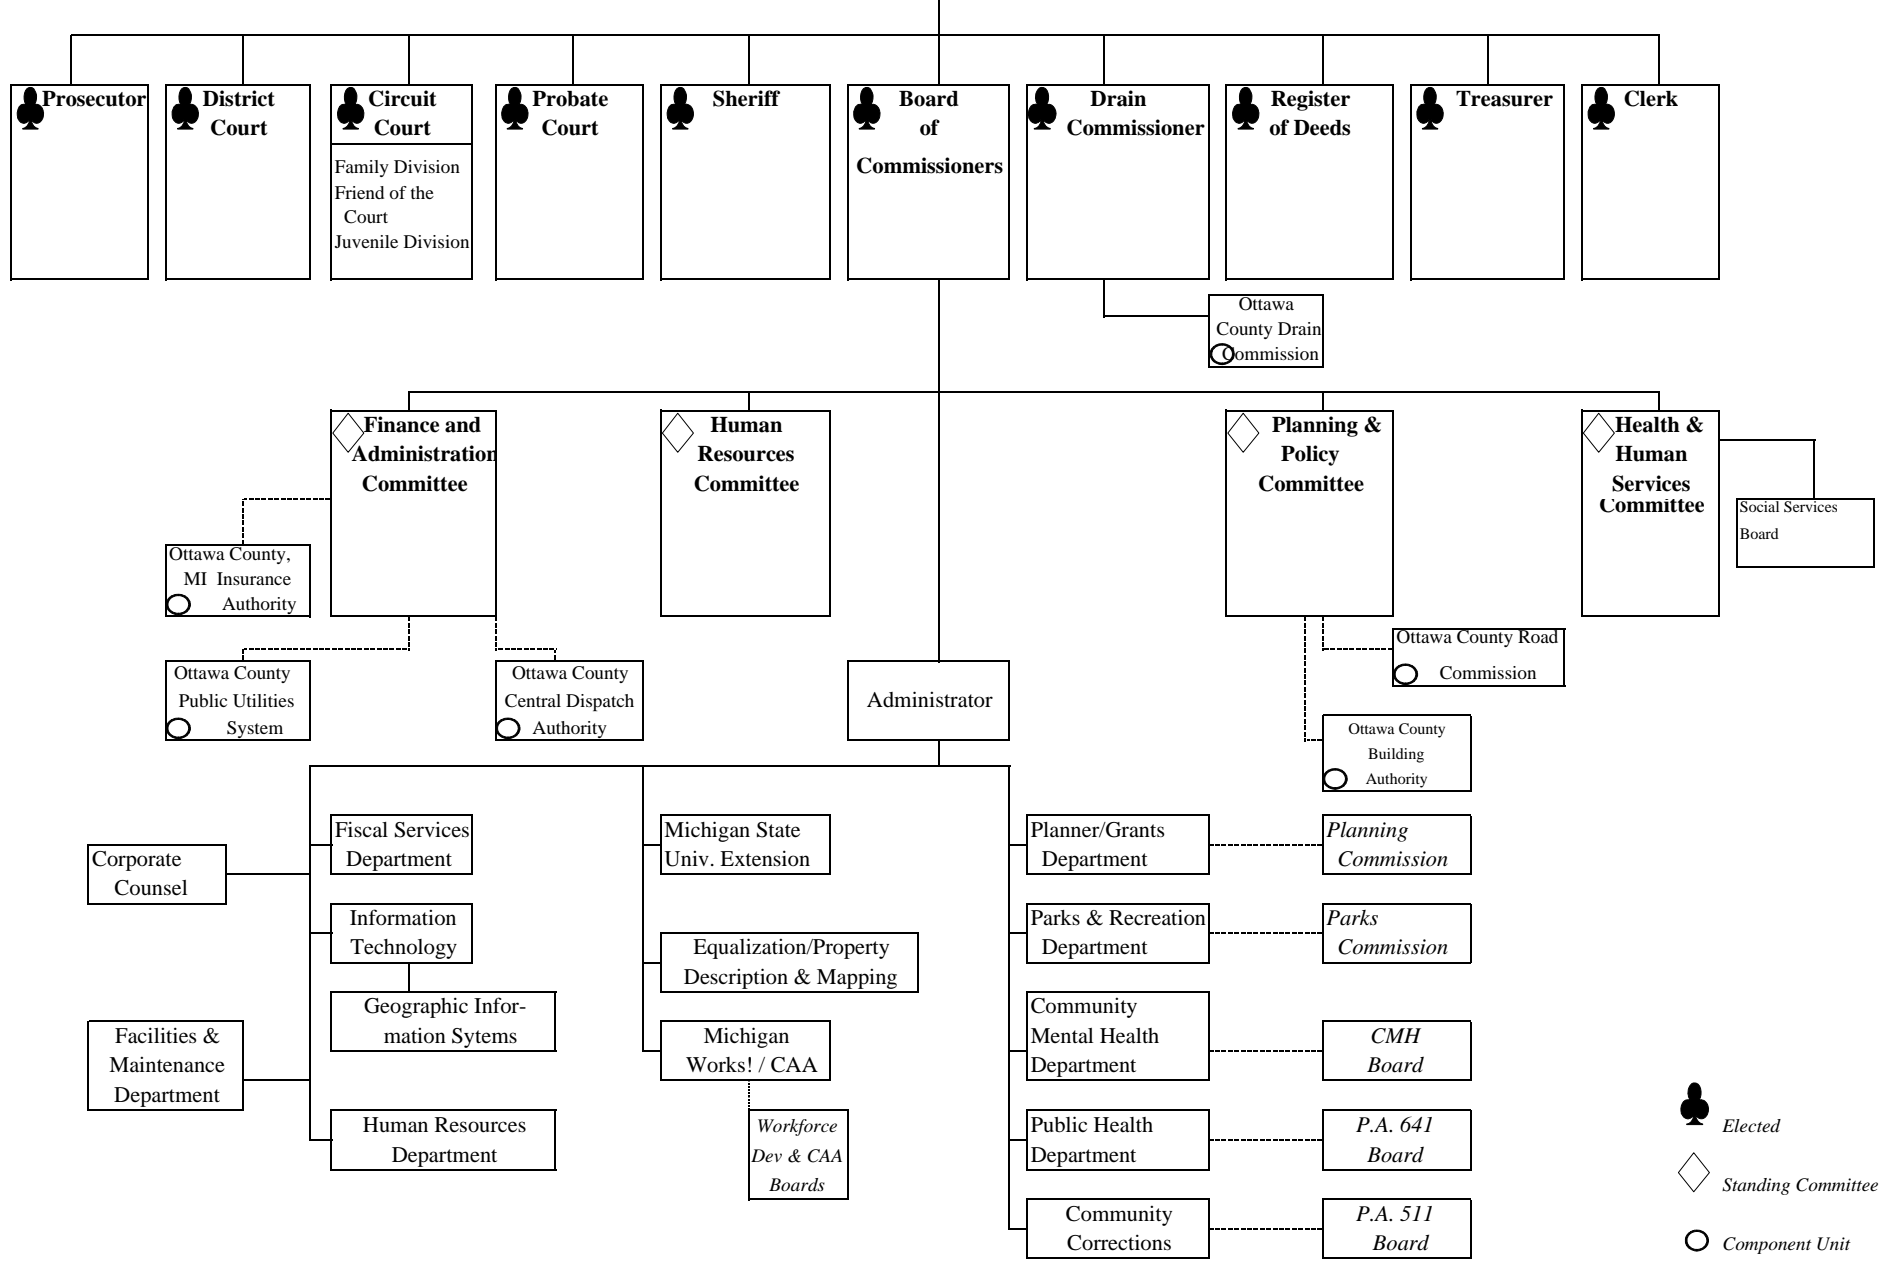 Prosecutor
District
Court
Circuit
Court
Family Division
Friend of the
Court
Juvenile Division
Probate
Court
Sheriff
Board
of
Commissioners
Drain
Commissioner
Register
of Deeds
Treasurer
Clerk
Ottawa
County Drain
Commission
Finance and
Administration
Committee
Human
Resources
Committee
Planning &
Policy
Committee
Health &
Human
Services
Committee
Social Services
Board
Ottawa County,
MI Insurance
Authority
Ottawa County
Public Utilities
System
Ottawa County
Central Dispatch
Authority
Administrator
Ottawa County Road
Commission
Ottawa County
Building
Authority
Corporate
Counsel
Facilities &
Maintenance
Department
Fiscal Services
Department
Information
Technology
Geographic Infor-
mation Sytems
Human Resources
Department
Michigan State
Univ. Extension
Equalization/Property
Description & Mapping
Michigan
Works! / CAA
Workforce
Dev & CAA
Boards
Planner/Grants
Department
Planning
Commission
Parks & Recreation
Department
Parks
Commission
Community
Mental Health
Department
CMH
Board
Public Health
Department
P.A. 641
Board
Community
Corrections
P.A. 511
Board
Elected
Standing Committee
Component Unit